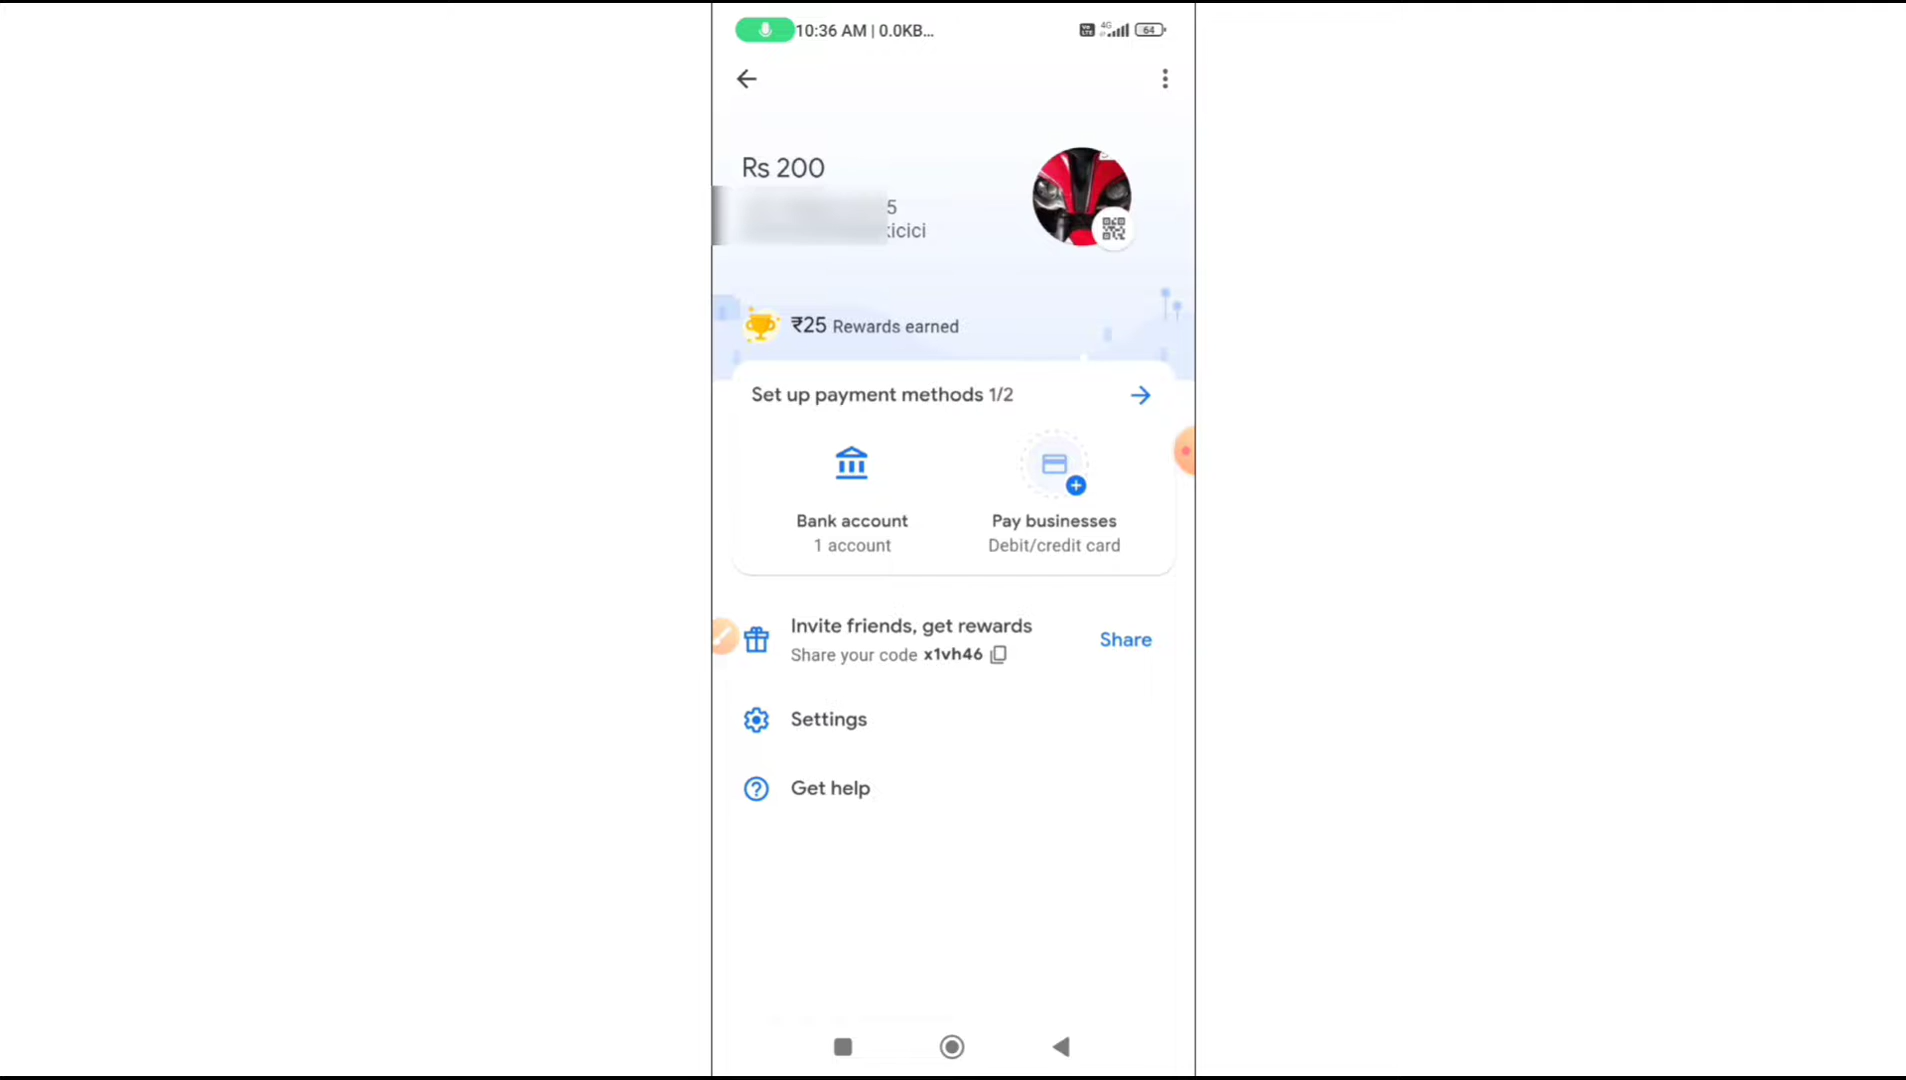 10:36 AM | 0.0KB...
4G
64
Rs 200
5
icici
₹25 Rewards earned
Set up payment methods 1/2
Bank account
1 account
Pay businesses
Debit/credit card
Invite friends, get rewards
Share your code x1vh46
Share
Settings
Get help